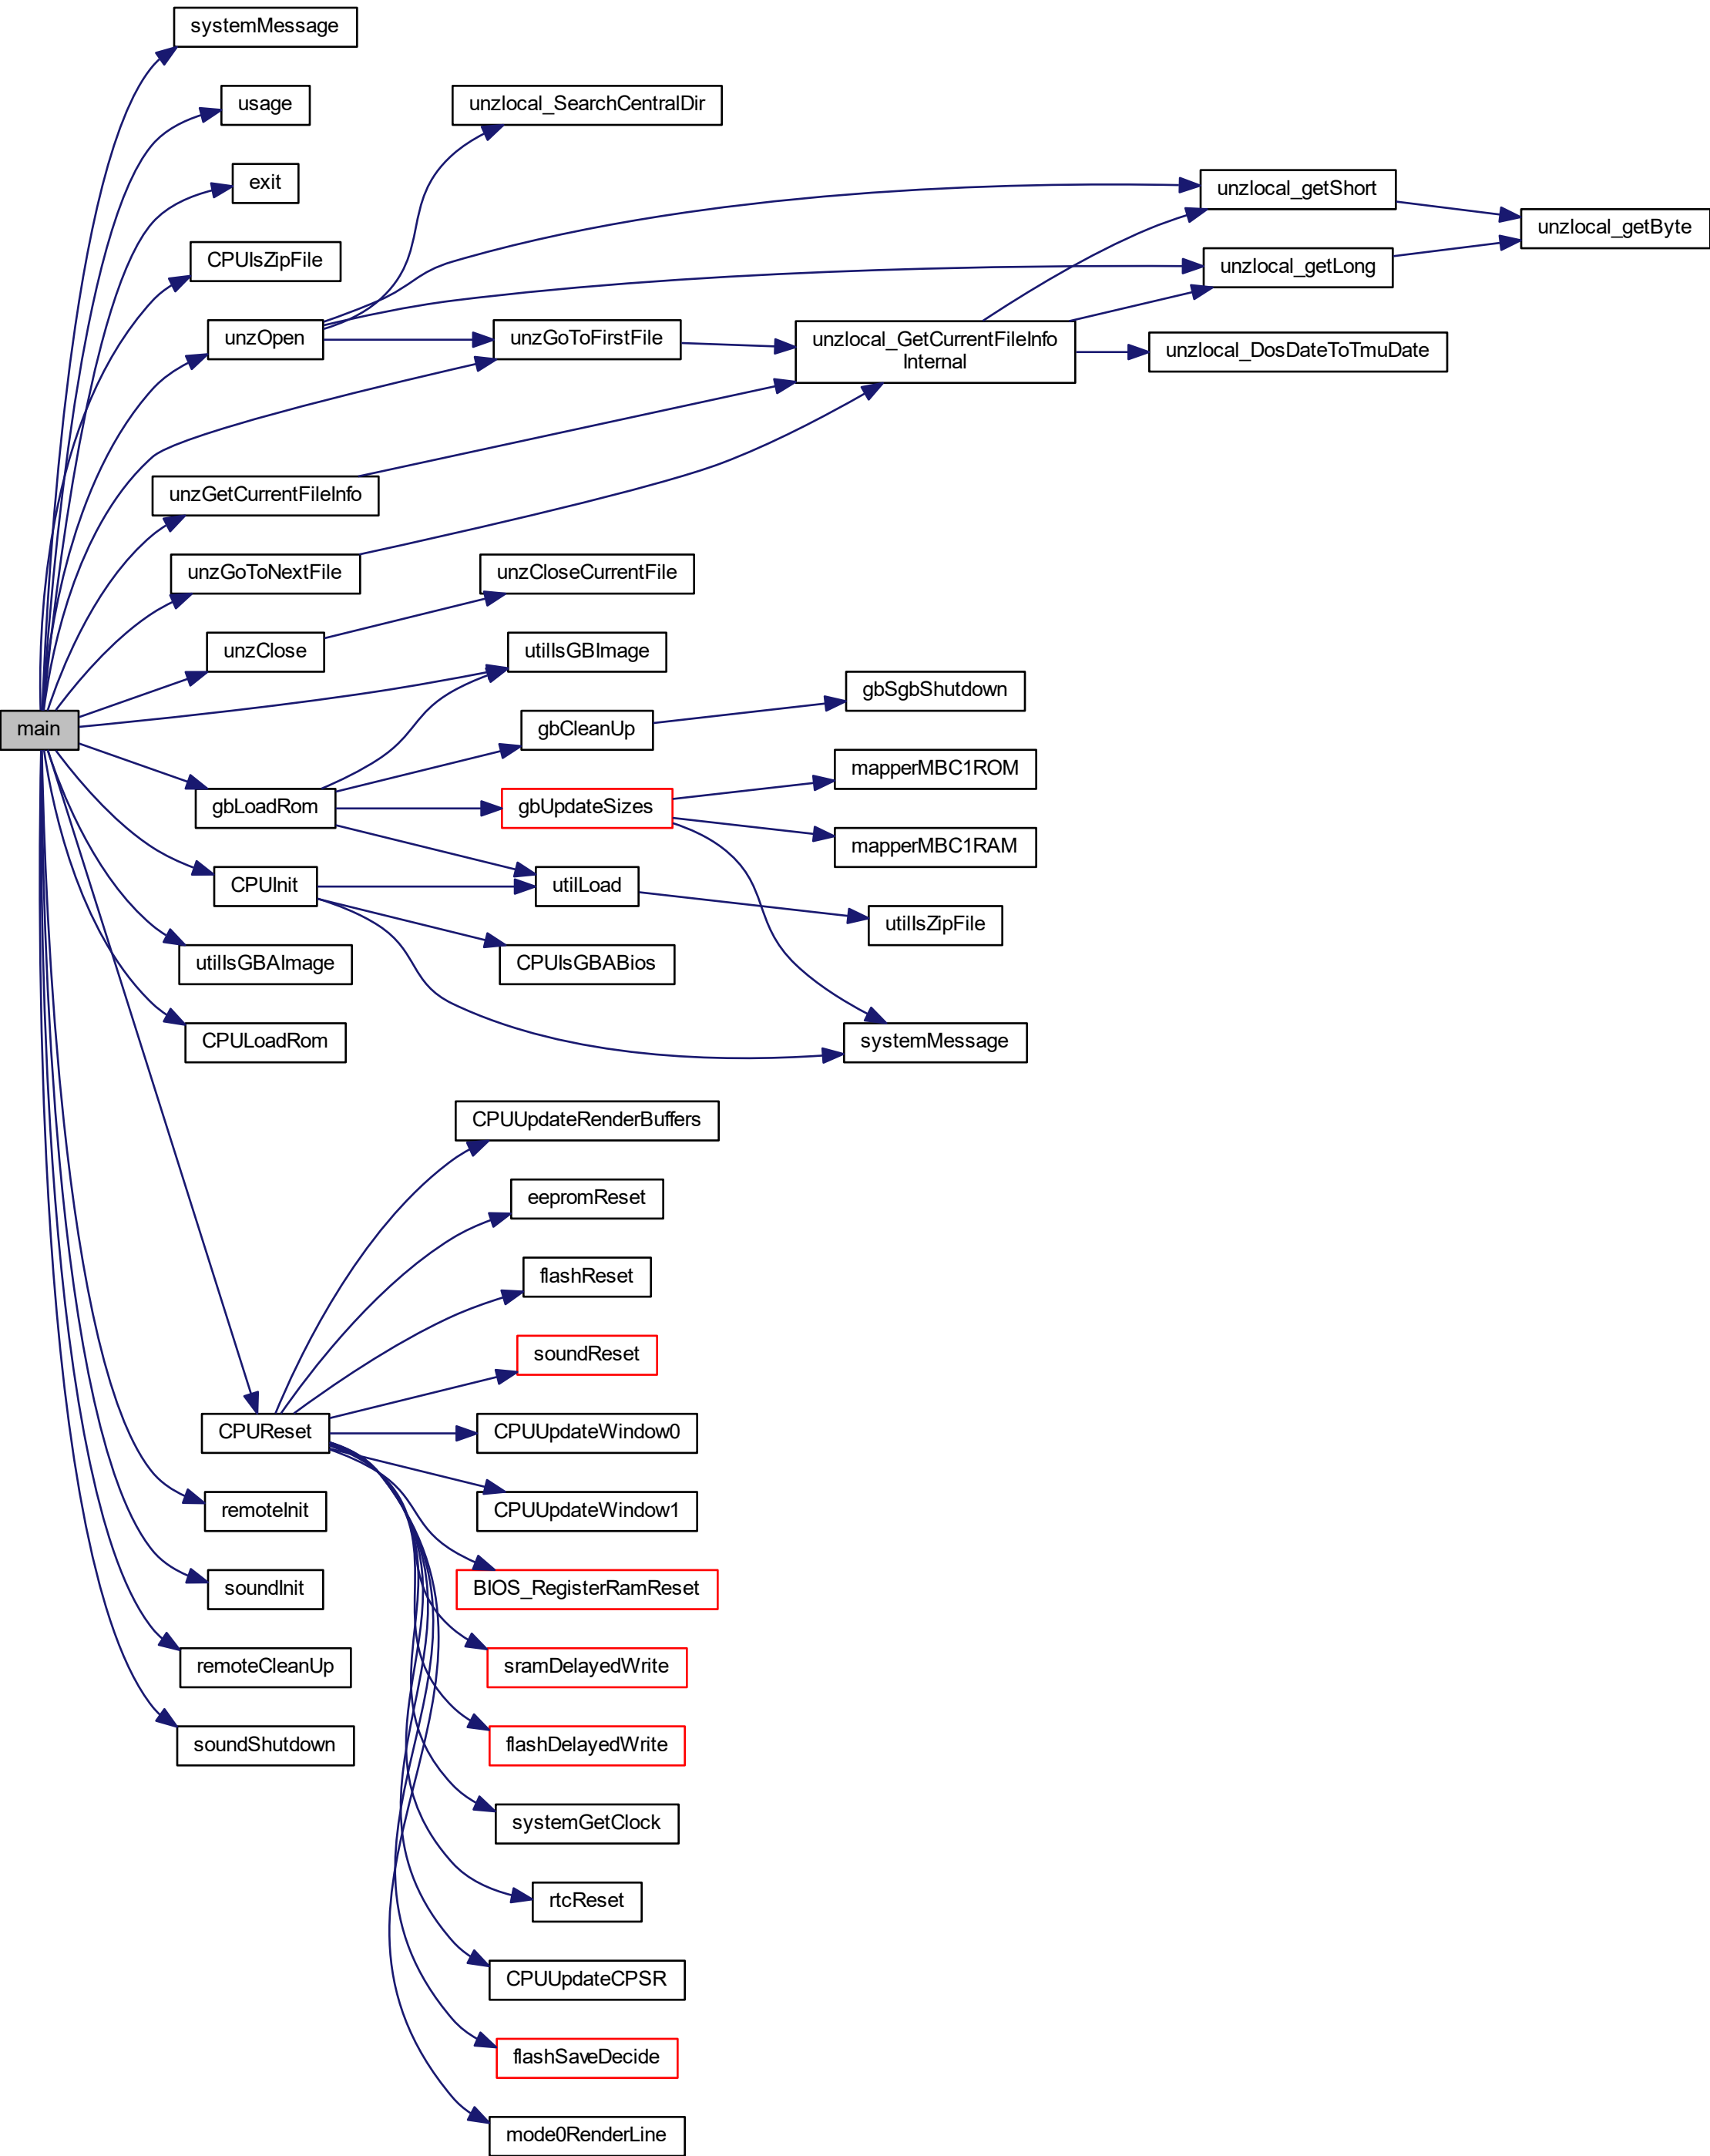 systemMessage
usage
unzlocal_SearchCentralDir
exit
unzlocal_getShort
unzlocal_getByte
CPUIsZipFile
unzlocal_getLong
unzOpen
unzGoToFirstFile
unzlocal_GetCurrentFileInfo
Internal
unzlocal_DosDateToTmuDate
unzGetCurrentFileInfo
unzGoToNextFile
unzCloseCurrentFile
unzClose
utilIsGBImage
gbSgbShutdown
main
gbCleanUp
mapperMBC1ROM
gbLoadRom
gbUpdateSizes
mapperMBC1RAM
CPUInit
utilLoad
utilIsZipFile
utilIsGBAImage
CPUIsGBABios
CPULoadRom
systemMessage
CPUUpdateRenderBuffers
eepromReset
flashReset
soundReset
CPUReset
CPUUpdateWindow0
remoteInit
CPUUpdateWindow1
soundInit
BIOS_RegisterRamReset
remoteCleanUp
sramDelayedWrite
soundShutdown
flashDelayedWrite
systemGetClock
rtcReset
CPUUpdateCPSR
flashSaveDecide
mode0RenderLine